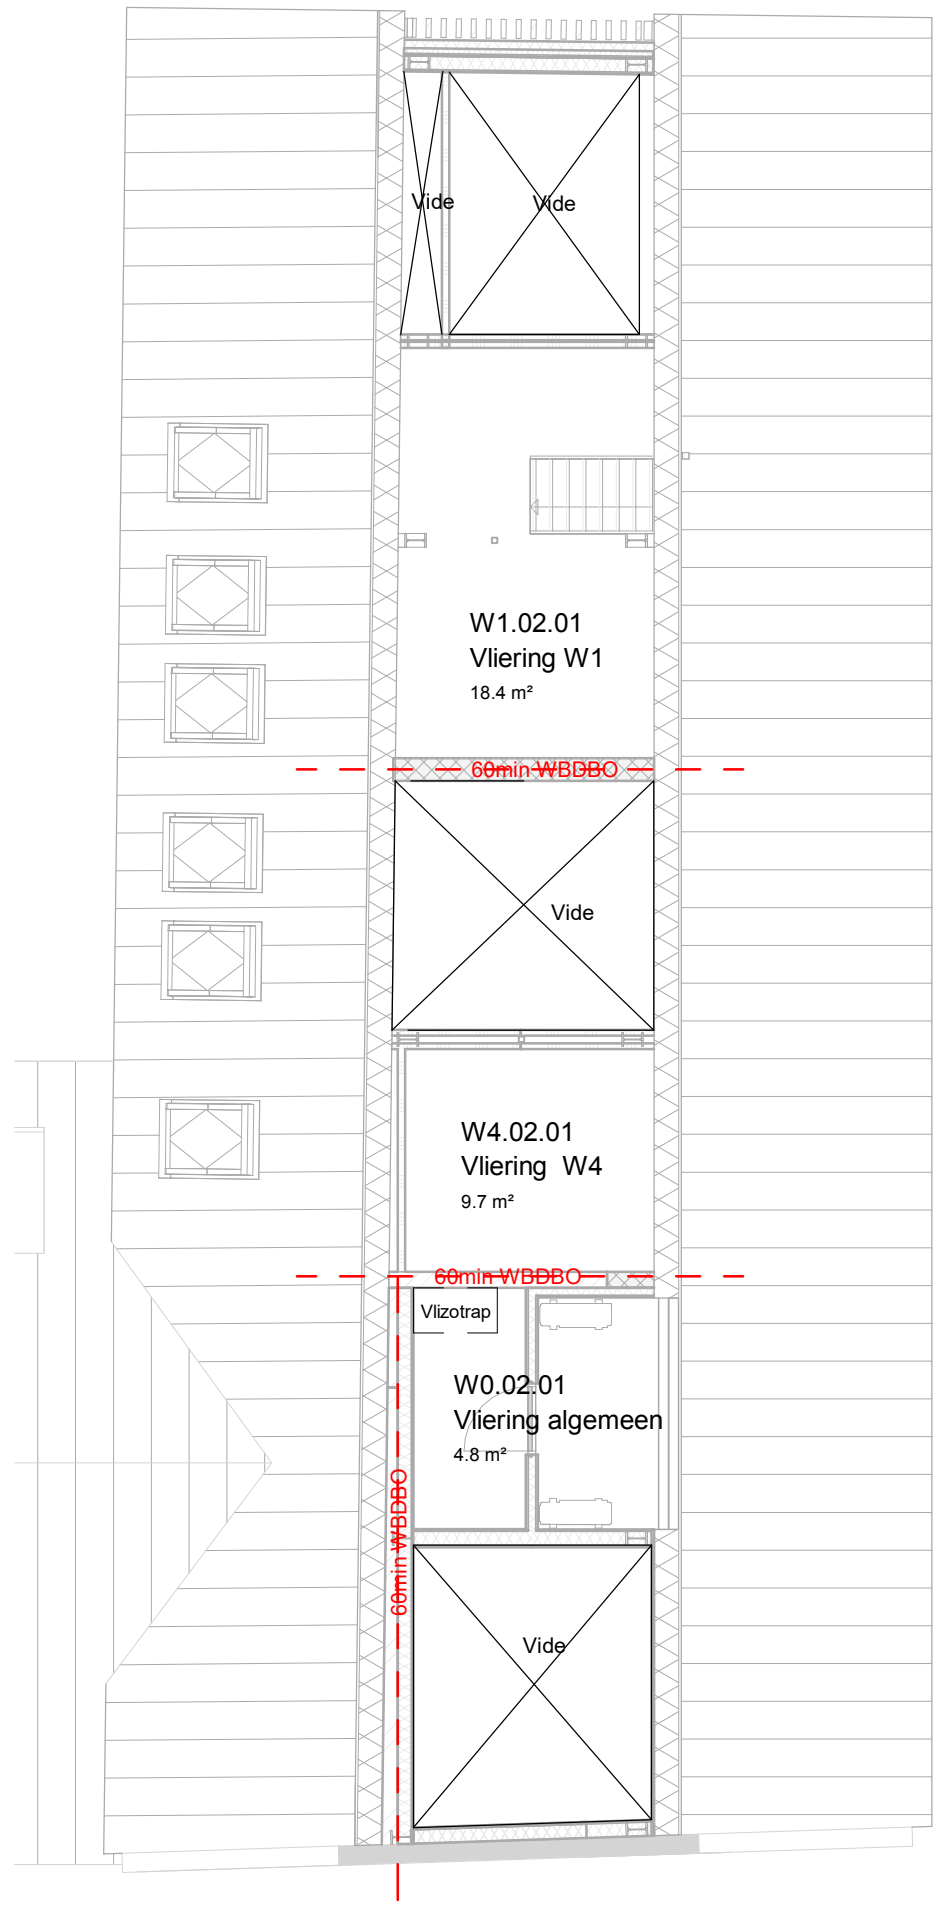 Vide
Vide
W1.02.01
Vliering W1
18.4 m²
60min WBDBO
Vide
W4.02.01
Vliering W4
9.7 m²
60min WBDBO
Vlizotrap
W0.02.01
Vliering algemeen
4.8 m²
60min WBDBO
Vide